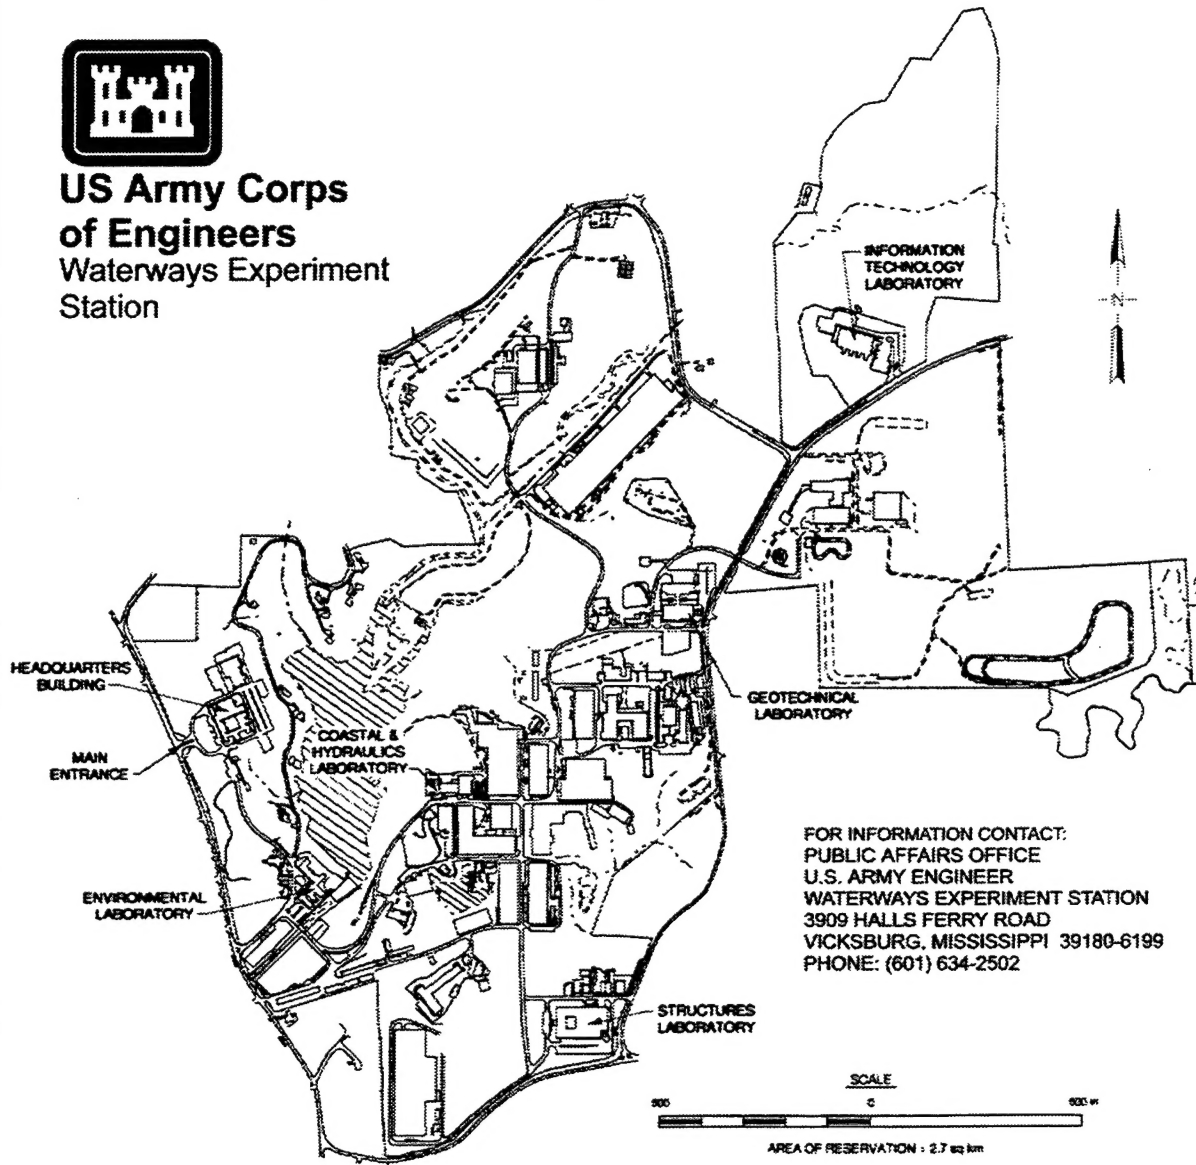 US Army Corps
of Engineers
Waterways Experiment
Station
INFORMATION
TECHNOLOGY
LABORATORY
N
HEADQUARTERS
BUILDING
MAIN
ENTRANCE
COASTAL &
HYDRAULICS
LABORATORY
GEOTECHNICAL
LABORATORY
ENVIRONMENTAL
LABORATORY
FOR INFORMATION CONTACT:
PUBLIC AFFAIRS OFFICE
U.S. ARMY ENGINEER
WATERWAYS EXPERIMENT STATION
3909 HALLS FERRY ROAD
VICKSBURG, MISSISSIPPI 39180-6199
PHONE: (601) 634-2502
STRUCTURES
LABORATORY
SCALE
AREA OF RESERVATION : 2.7 sq km